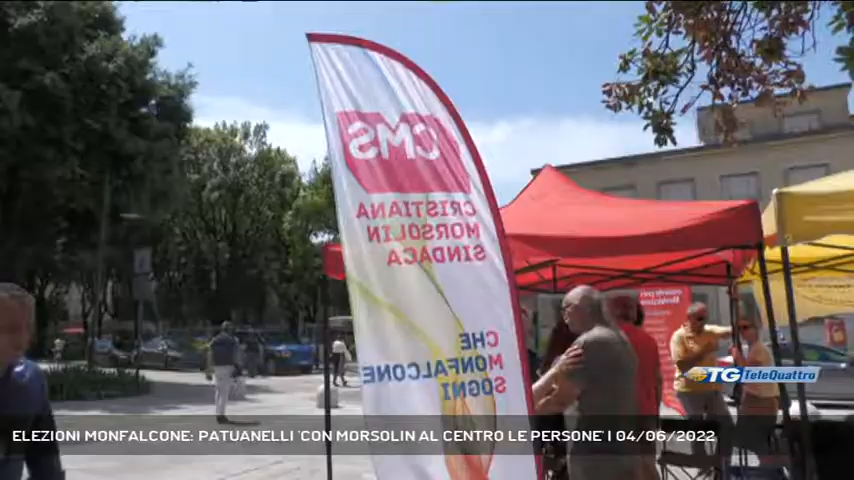 CMS
CRISTIANA
MORSOLIN
SINDACA
CHE
MONFALCONE
SOGNI
TG TeleQuattro
ELEZIONI MONFALCONE: PATUANELLI 'CON MORSOLIN AL CENTRO LE PERSONE' | 04/06/2022